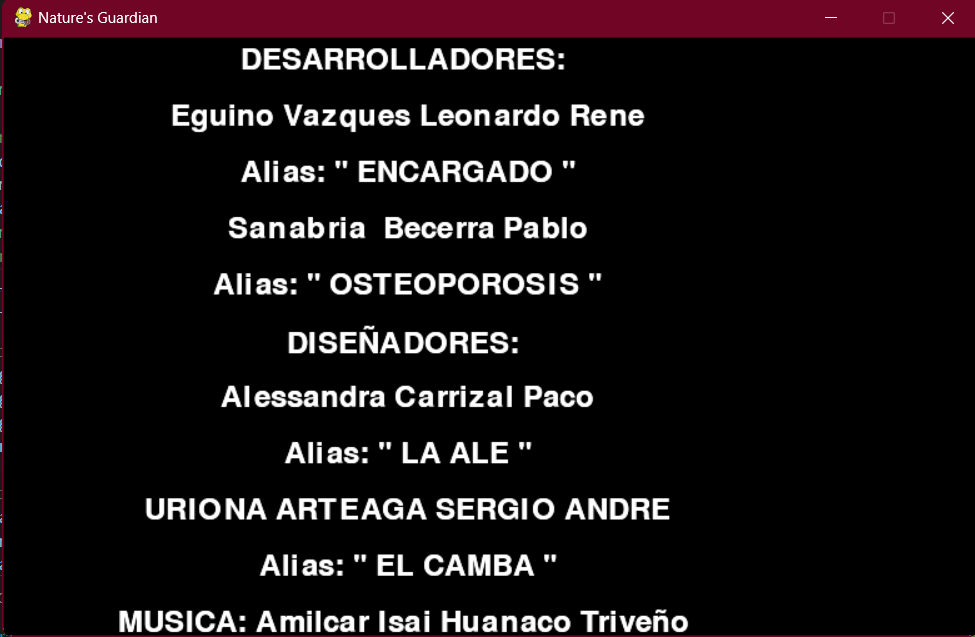 Nature's Guardian
DESARROLLADORES:
Eguino Vazques Leonardo Rene
Alias: " ENCARGADO "
Sanabria  Becerra Pablo
Alias: " OSTEOPOROSIS "
DISEÑADORES:
Alessandra Carrizal Paco
Alias: " LA ALE "
URIONA ARTEAGA SERGIO ANDRE
Alias: " EL CAMBA "
MUSICA: Amilcar Isai Huanaco Triveño